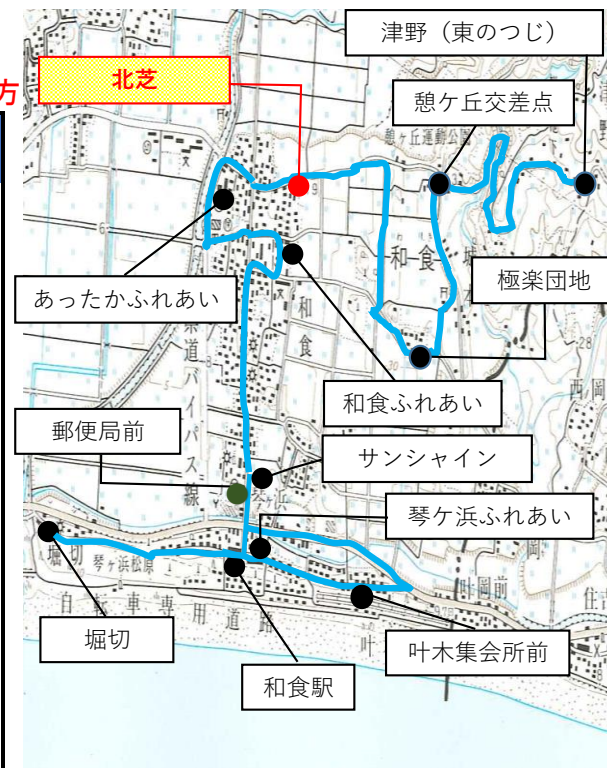 津野（東のつじ）
方
北芝
憩ケ丘交差点
憩ヶ丘運動公園
和食
あったかふれあい
極楽団地
和食
和食ふれあい
郵便局前
サンシャイン
琴ケ浜ふれあい
堀切
琴ヶ浜松原
自転車専用道路
叶岡前
堀切
叶木集会所前
和食駅